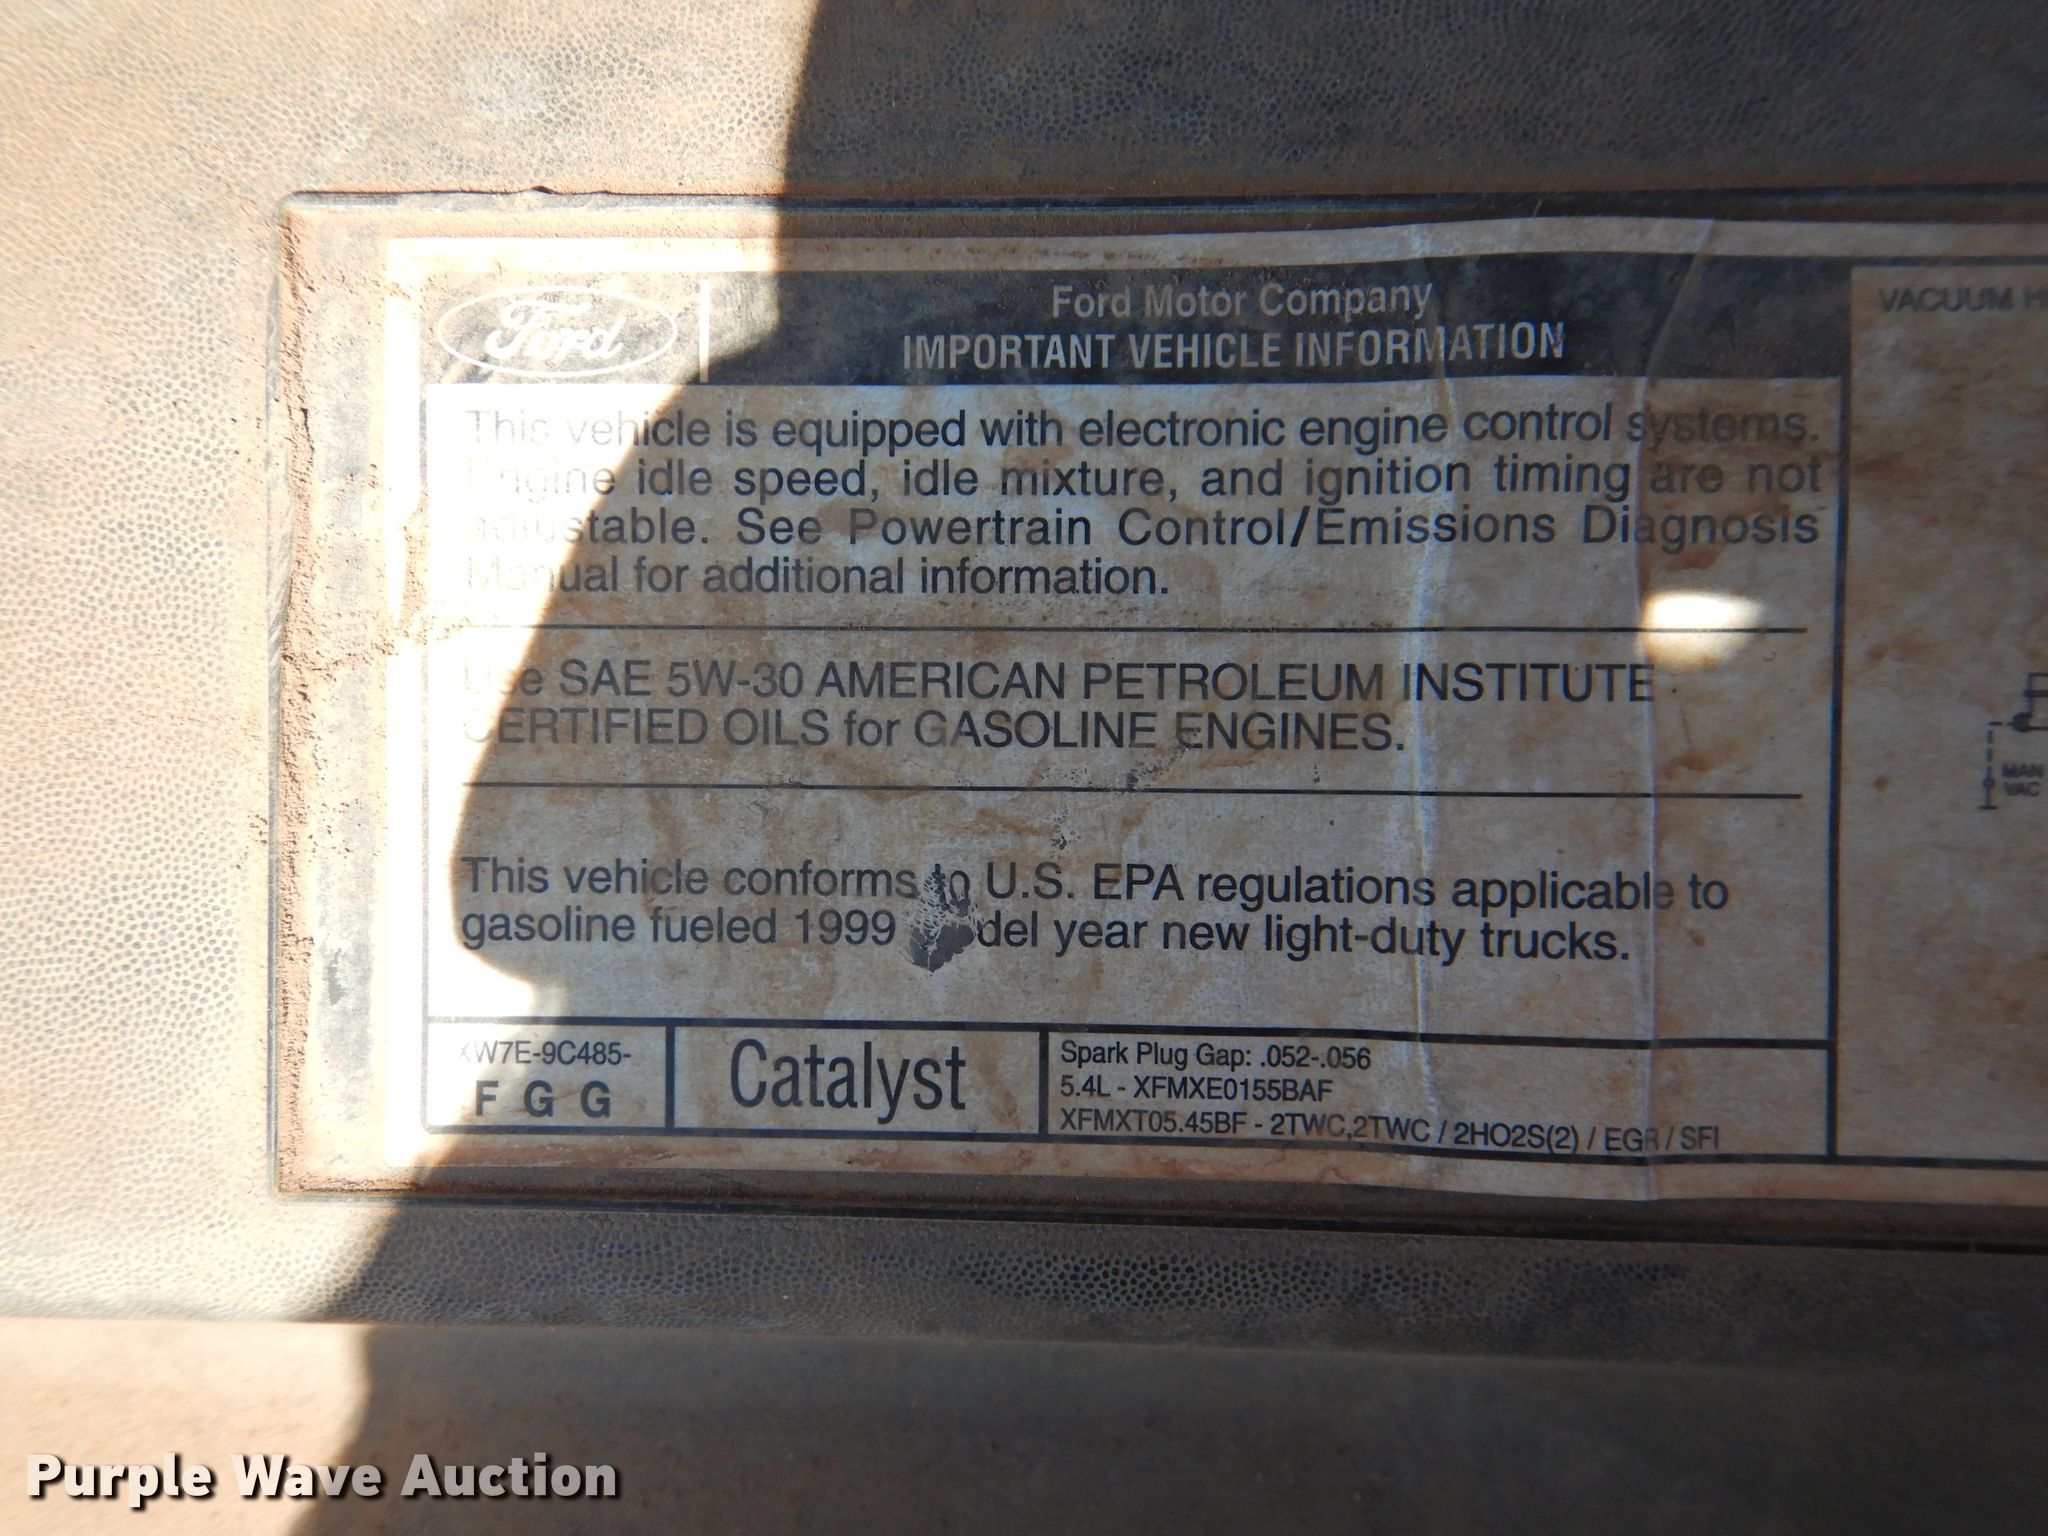 Ford
Ford Motor Company
IMPORTANT VEHICLE INFORMATION
This vehicle is equipped with electronic engine control systems.
Engine idle speed, idle mixture, and ignition timing are not
adjustable. See Powertrain Control/Emissions Diagnosis
Manual for additional information.
Use SAE 5W-30 AMERICAN PETROLEUM INSTITUTE
CERTIFIED OILS for GASOLINE ENGINES.
This vehicle conforms to U.S. EPA regulations applicable to
gasoline fueled 1999 model year new light-duty trucks.
XW7E-9C485-
F G G
Catalyst
Spark Plug Gap: .052-.056
5.4L - XFMXE0155BAF
XFMXT05.45BF - 2TWC,2TWC / 2HO2S(2) / EGR / SFI
VACUUM H
MAN
VAC
Purple Wave Auction